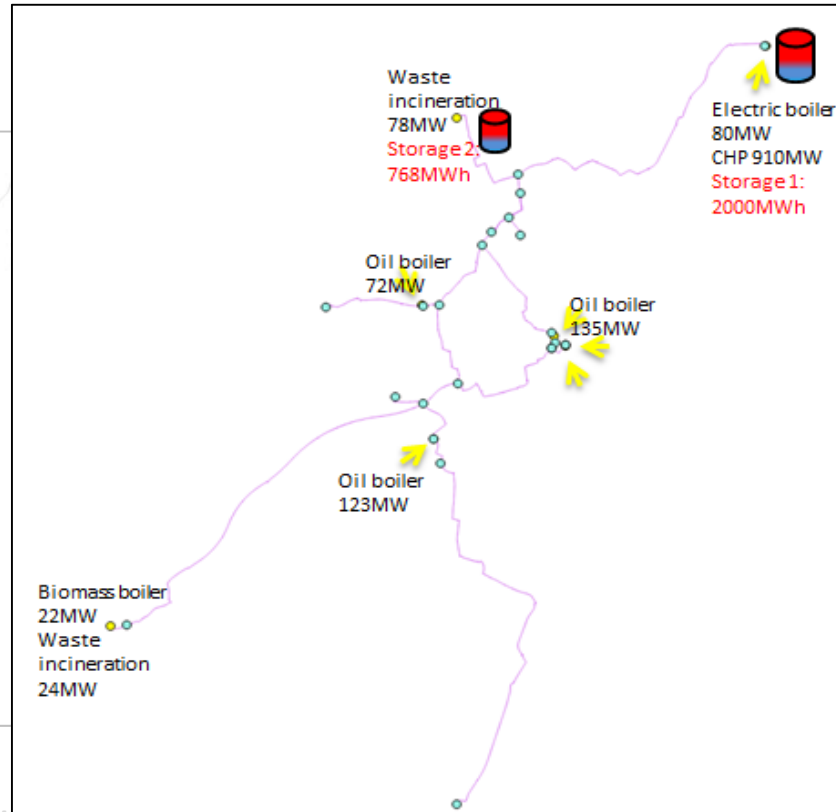 Waste
incineration
78MW
Storage 2:
768MWh
Electric boiler
80MW
CHP 910MW
Storage 1:
2000MWh
Oil boiler
72MW
Oil boiler
135MW
Oil boiler
123MW
Biomass boiler
22MW
Waste
incineration
24MW